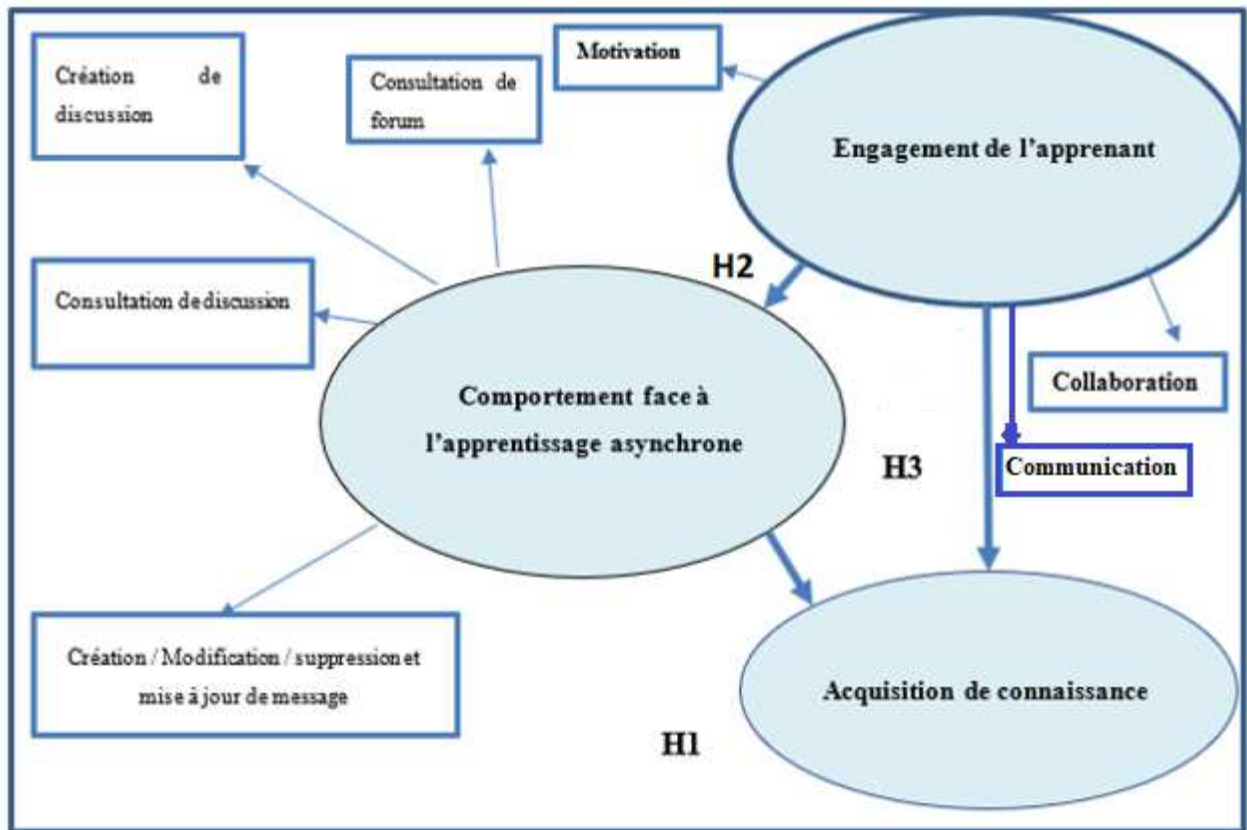 Création de
discussion
Consultation de
forum
Motivation
Engagement de l'apprenant
H2
Consultation de discussion
Collaboration
Comportement face à
l'apprentissage asynchrone
H3
Communication
Création / Modification / suppression et
mise à jour de message
Acquisition de connaissance
H1